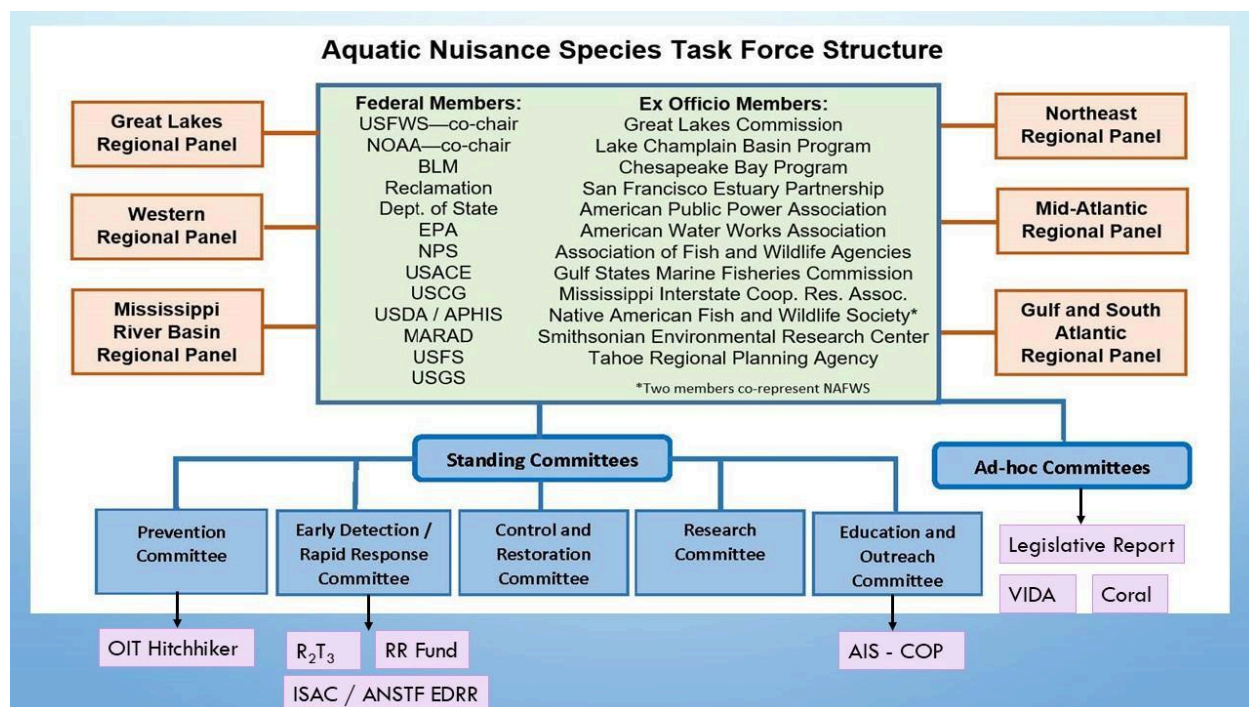 Aquatic Nuisance Species Task Force Structure
Great Lakes
Regional Panel
Western
Regional Panel
Mississippi
River Basin
Regional Panel
Federal Members:
USFWS—co-chair
NOAA—co-chair
BLM
Reclamation
Dept. of State
EPA
NPS
USACE
USCG
USDA / APHIS
MARAD
USFS
USGS
Ex Officio Members:
Great Lakes Commission
Lake Champlain Basin Program
Chesapeake Bay Program
San Francisco Estuary Partnership
American Public Power Association
American Water Works Association
Association of Fish and Wildlife Agencies
Gulf States Marine Fisheries Commission
Mississippi Interstate Coop. Res. Assoc.
Native American Fish and Wildlife Society*
Smithsonian Environmental Research Center
Tahoe Regional Planning Agency
*Two members co-represent NAFWS
Northeast
Regional Panel
Mid-Atlantic
Regional Panel
Gulf and South
Atlantic
Regional Panel
Standing Committees
Ad-hoc Committees
Prevention
Committee
Early Detection /
Rapid Response
Committee
Control and
Restoration
Committee
Research
Committee
Education and
Outreach
Committee
Legislative Report
VIDA
Coral
OIT Hitchhiker
R₂T₃
RR Fund
ISAC / ANSTF EDRR
AIS - COP